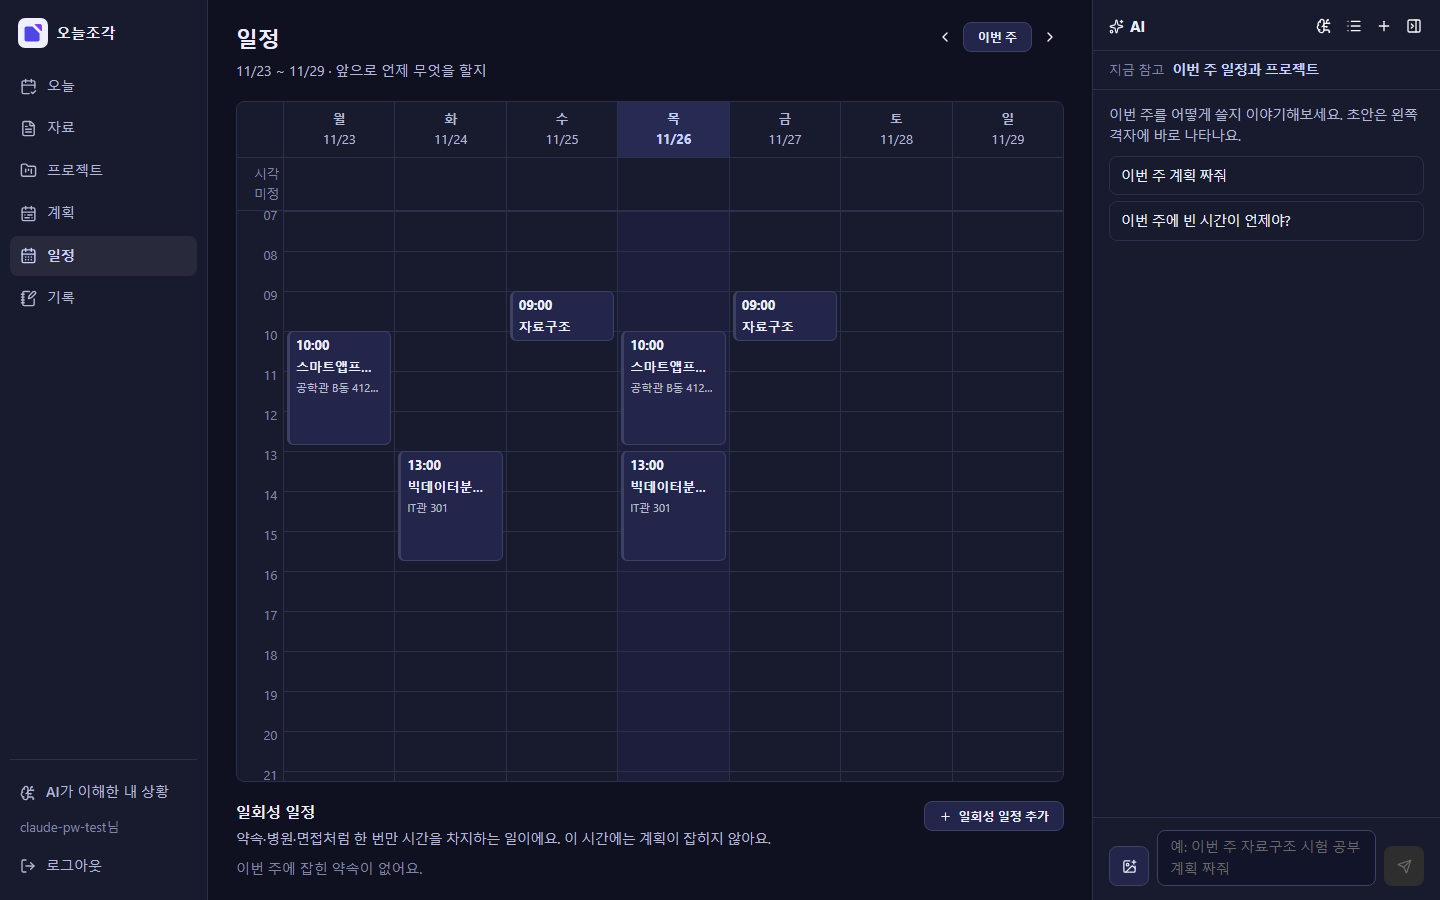 오늘조각
오늘
자료
프로젝트
계획
일정
기록
AI가 이해한 내 상황
claude-pw-test님
로그아웃
일정
이번 주
11/23 ~ 11/29 · 앞으로 언제 무엇을 할지
월 화 수 목 금 토 일
11/23 11/24 11/25 11/26 11/27 11/28 11/29
시각
미정
07
08
09
10
11
12
13
14
15
16
17
18
19
20
21
10:00
스마트앱프...
공학관 B동 412...
13:00
빅데이터분...
IT관 301
09:00
자료구조
10:00
스마트앱프...
공학관 B동 412...
13:00
빅데이터분...
IT관 301
09:00
자료구조
일회성 일정
+ 일회성 일정 추가
약속·병원·면접처럼 한 번만 시간을 차지하는 일이에요. 이 시간에는 계획이 잡히지 않아요.
이번 주에 잡힌 약속이 없어요.
AI
지금 참고 이번 주 일정과 프로젝트
이번 주를 어떻게 쓸지 이야기해보세요. 초안은 왼쪽
격자에 바로 나타나요.
이번 주 계획 짜줘
이번 주에 빈 시간이 언제야?
예: 이번 주 자료구조 시험 공부
계획 짜줘